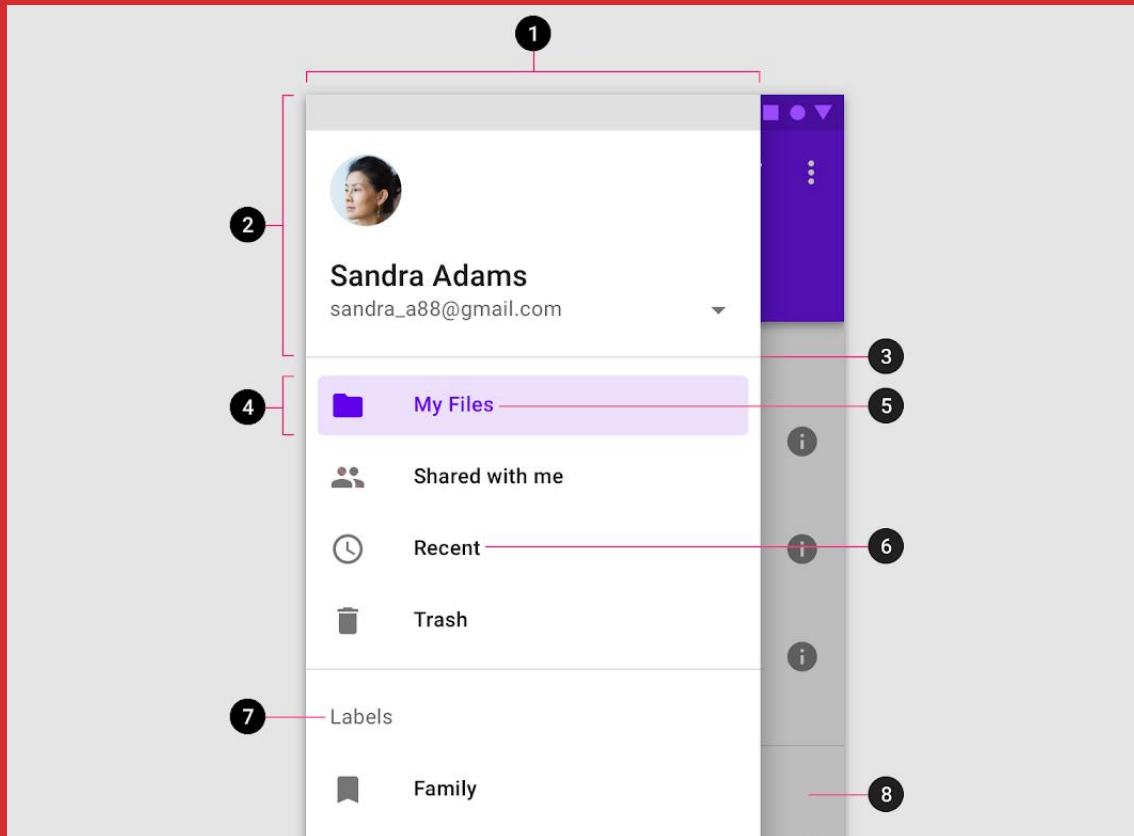 1
2
Sandra Adams
sandra_a88@gmail.com
3
4
My Files
5
Shared with me
Recent
6
Trash
7
Labels
Family
8